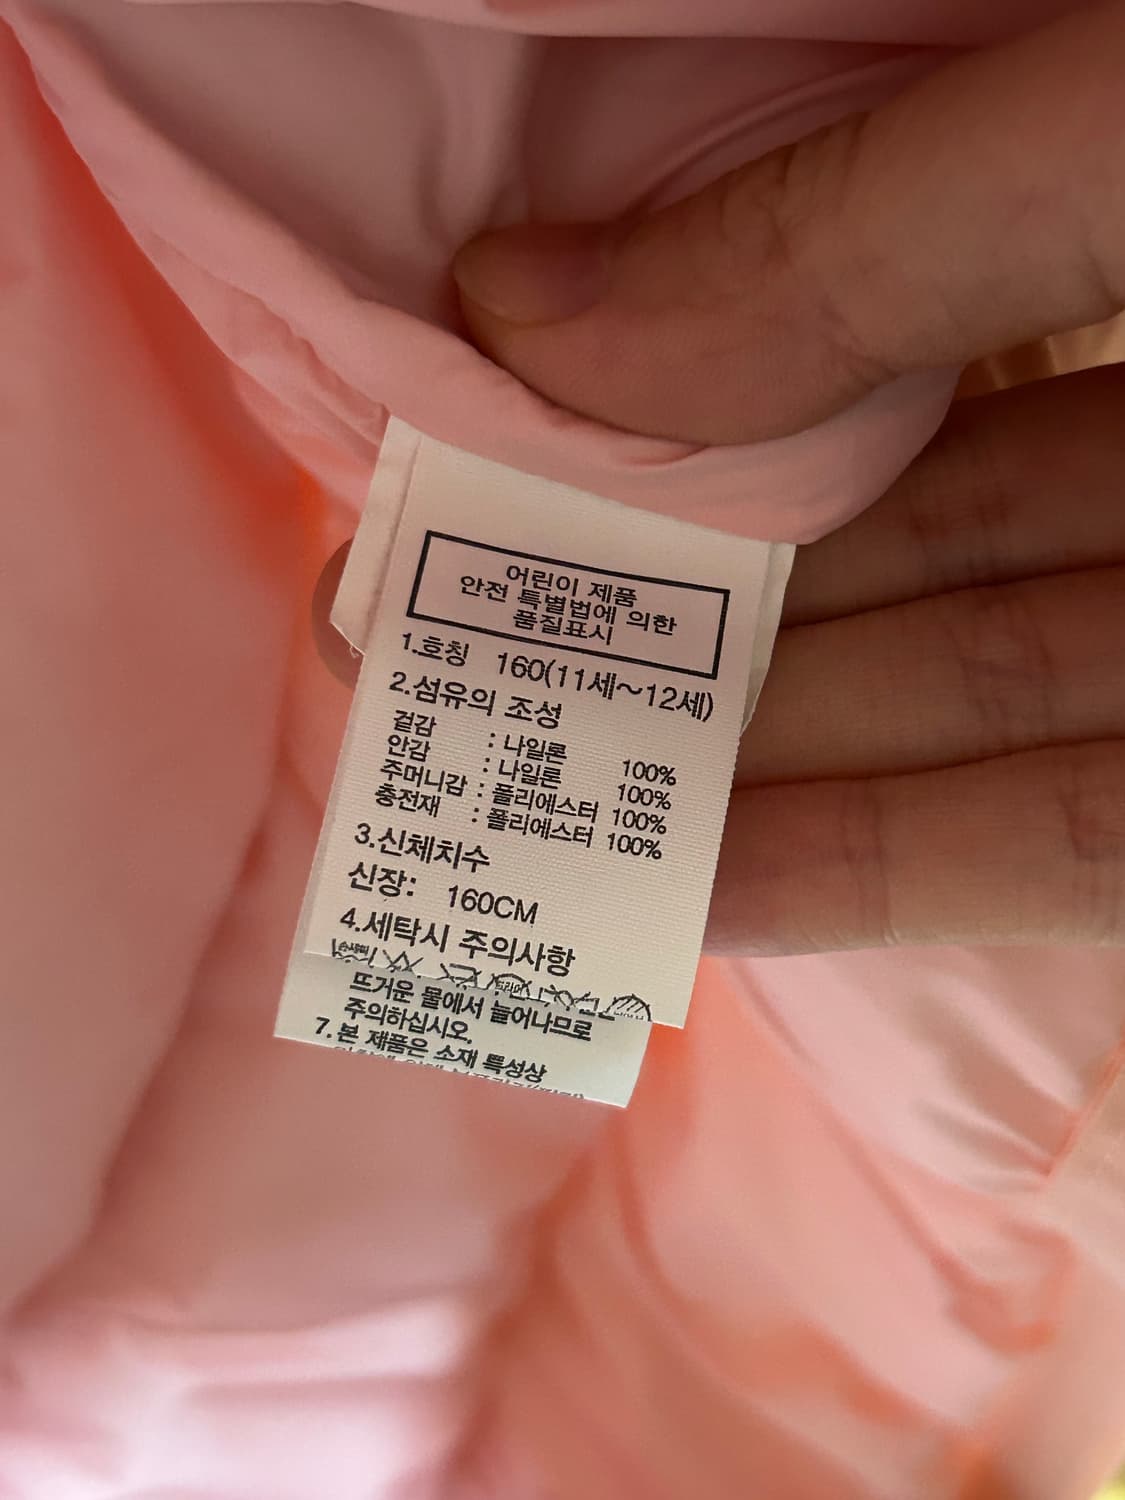 어린이 제품
안전 특별법에 의한
품질표시
1.호칭 160(11세~12세)
2.섬유의 조성
겉감 : 나일론 100%
안감 : 나일론 100%
주머니감 : 폴리에스터 100%
충전재 : 폴리에스터 100%
3.신체치수
신장: 160CM
4.세탁시 주의사항
뜨거운 물에서 늘어나므로
주의하십시오.
7.본 제품은 소재 특성상